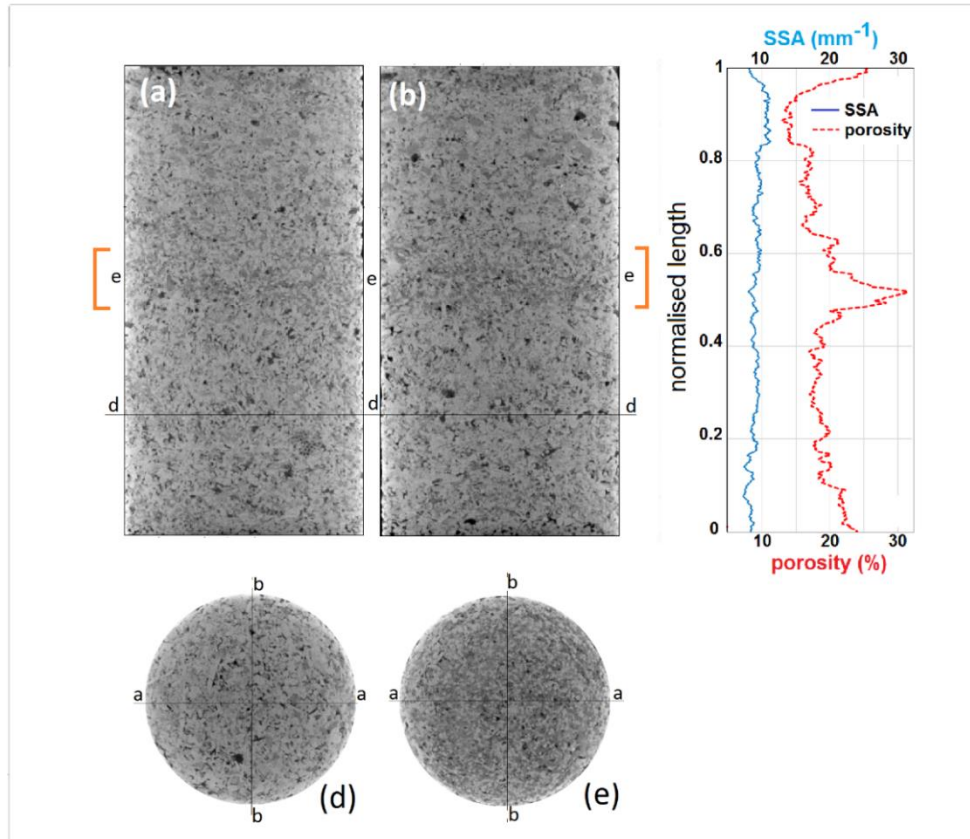 (a)
(b)
e
e
e
d
d
d
SSA (mm-1)
10 20 30
SSA
porosity
1
0.8
0.6
0.4
0.2
0
normalised length
10 20 30
porosity (%)
b
b
a
a
a
a
b
b
(d)
(e)